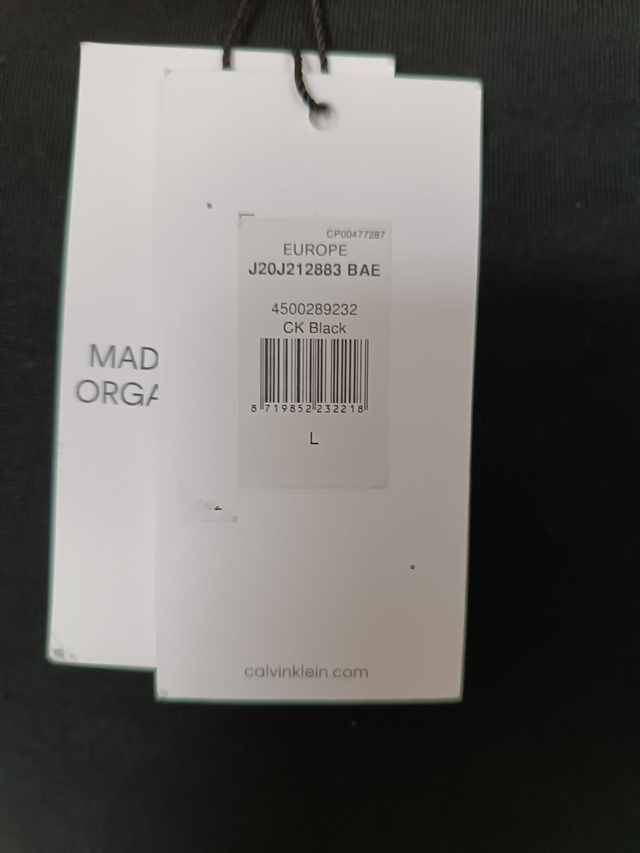 MAD
ORGA
CP00477287
EUROPE
J20J212883 BAE
4500289232
CK Black
8 719852 232218
L
calvinklein.com